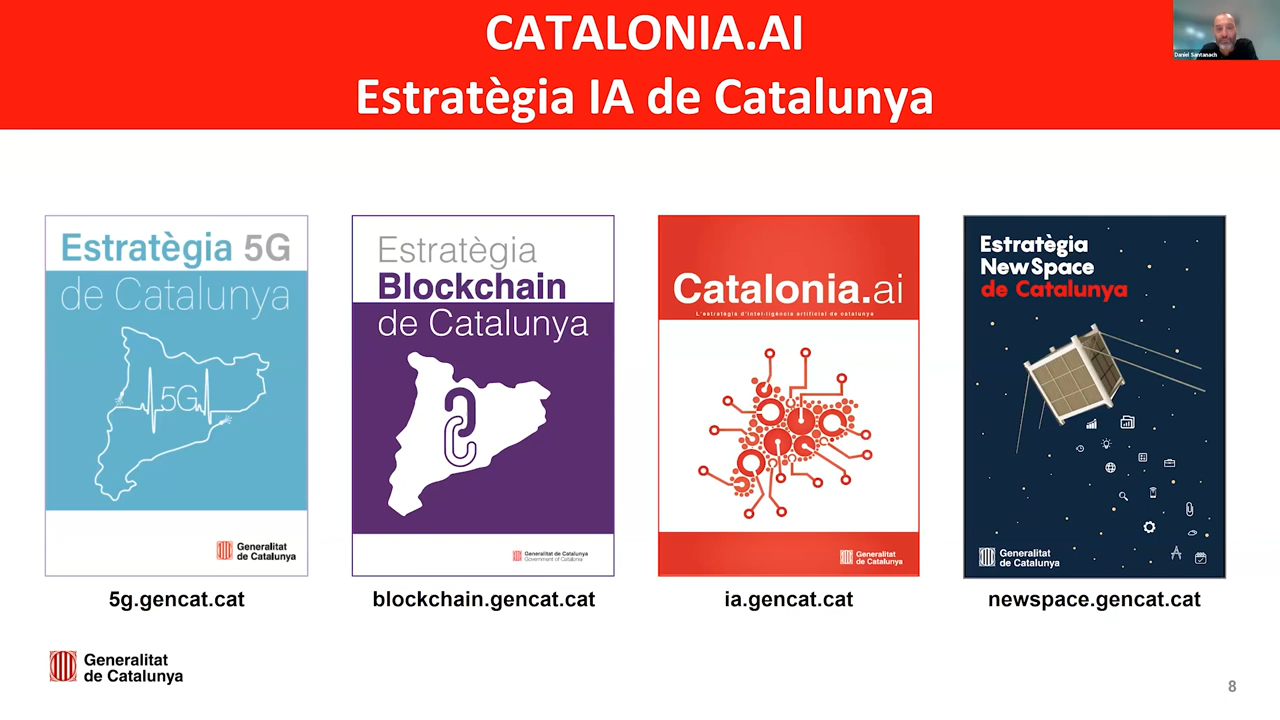 CATALONIA.AI
Estratègia IA de Catalunya
Daniel Santanach
Estratègia 5G
de Catalunya
5G
Generalitat
de Catalunya
5g.gencat.cat
Estratègia
Blockchain
de Catalunya
Generalitat de Catalunya
Government of Catalonia
blockchain.gencat.cat
Catalonia.ai
L'estratègia d'intel·ligència artificial de catalunya
Generalitat
de Catalunya
ia.gencat.cat
Estratègia
NewSpace
de Catalunya
Generalitat
de Catalunya
newspace.gencat.cat
Generalitat
de Catalunya
8